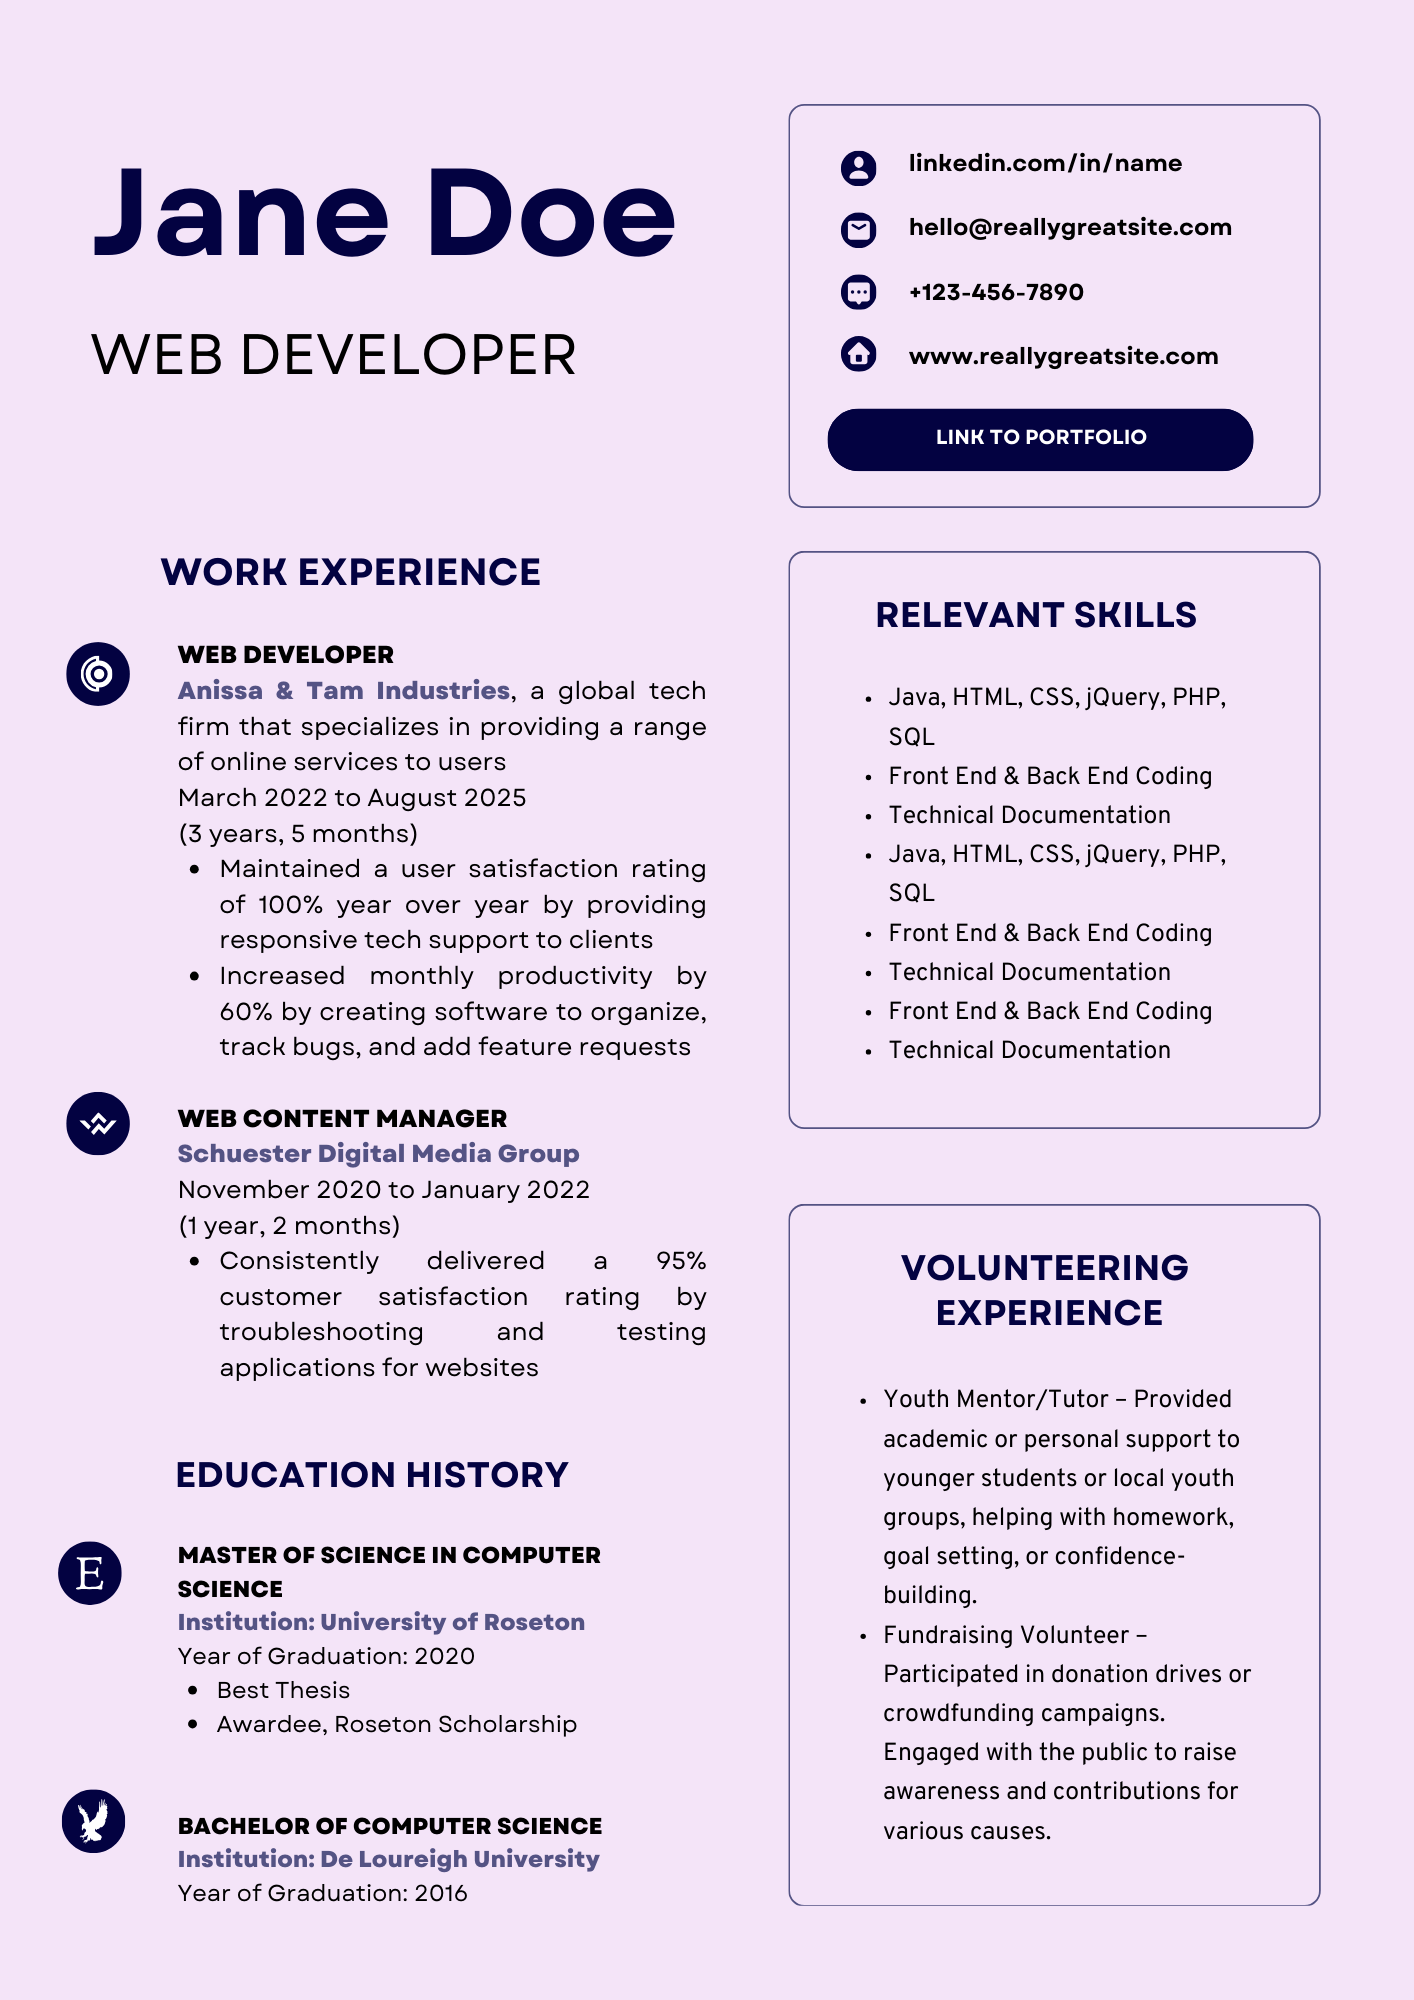 Jane Doe
WEB DEVELOPER
linkedin.com/in/name
hello@reallygreatsite.com
+123-456-7890
www.reallygreatsite.com
LINK TO PORTFOLIO
WORK EXPERIENCE
WEB DEVELOPER
Anissa & Tam Industries, a global tech
firm that specializes in providing a range
of online services to users
March 2022 to August 2025
(3 years, 5 months)
• Maintained a user satisfaction rating
of 100% year over year by providing
responsive tech support to clients
• Increased monthly productivity by
60% by creating software to organize,
track bugs, and add feature requests
WEB CONTENT MANAGER
Schuester Digital Media Group
November 2020 to January 2022
(1 year, 2 months)
• Consistently delivered a 95%
customer satisfaction rating by
troubleshooting and testing
applications for websites
EDUCATION HISTORY
E
MASTER OF SCIENCE IN COMPUTER
SCIENCE
Institution: University of Roseton
Year of Graduation: 2020
• Best Thesis
• Awardee, Roseton Scholarship
BACHELOR OF COMPUTER SCIENCE
Institution: De Loureigh University
Year of Graduation: 2016
RELEVANT SKILLS
• Java, HTML, CSS, jQuery, PHP,
SQL
• Front End & Back End Coding
• Technical Documentation
• Java, HTML, CSS, jQuery, PHP,
SQL
• Front End & Back End Coding
• Technical Documentation
• Front End & Back End Coding
• Technical Documentation
VOLUNTEERING
EXPERIENCE
• Youth Mentor/Tutor – Provided
academic or personal support to
younger students or local youth
groups, helping with homework,
goal setting, or confidence-
building.
• Fundraising Volunteer –
Participated in donation drives or
crowdfunding campaigns.
Engaged with the public to raise
awareness and contributions for
various causes.